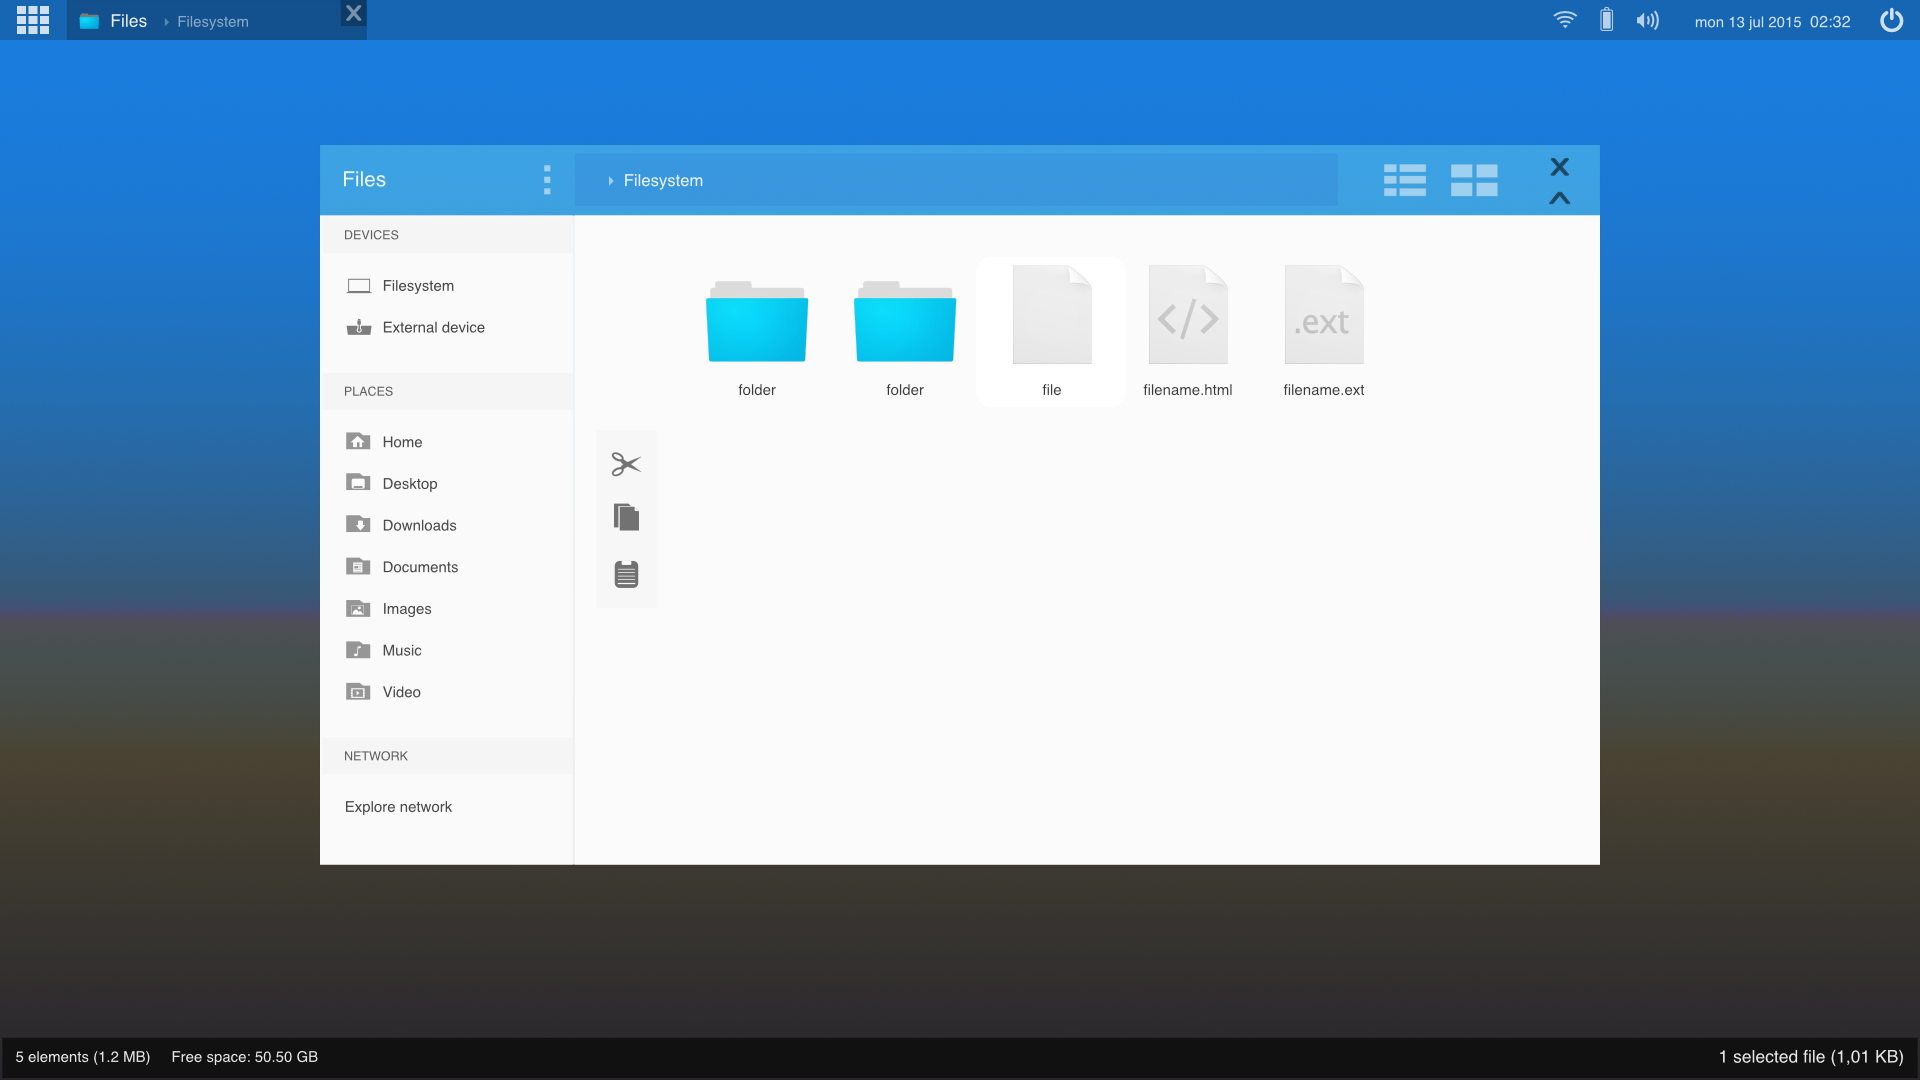 Files Filesystem X
mon 13 jul 2015 02:32
Files
Filesystem
X
DEVICES
Filesystem
External device
PLACES
Home
Desktop
Downloads
Documents
Images
Music
Video
NETWORK
Explore network
folder
folder
file
</>
filename.html
.ext
filename.ext
5 elements (1.2 MB) Free space: 50.50 GB
1 selected file (1,01 KB)